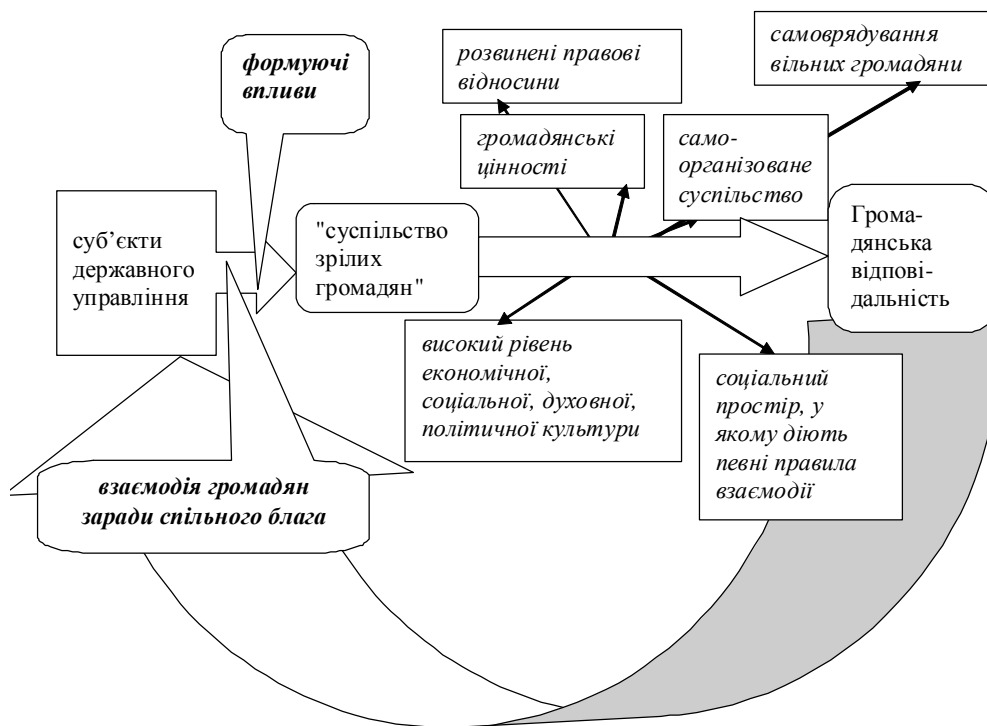 формуючі
впливи
розвинені правові
відносини
самоврядування
вільних громадяни
громадянські
цінності
само-
організоване
суспільство
суб’єкти
державного
управління
"суспільство
зрілих
громадян"
Грома-
дянська
відпові-
дальність
високий рівень
економічної,
соціальної, духовної,
політичної культури
соціальний
простір, у
якому діють
певні правила
взаємодії
взаємодія громадян
заради спільного блага